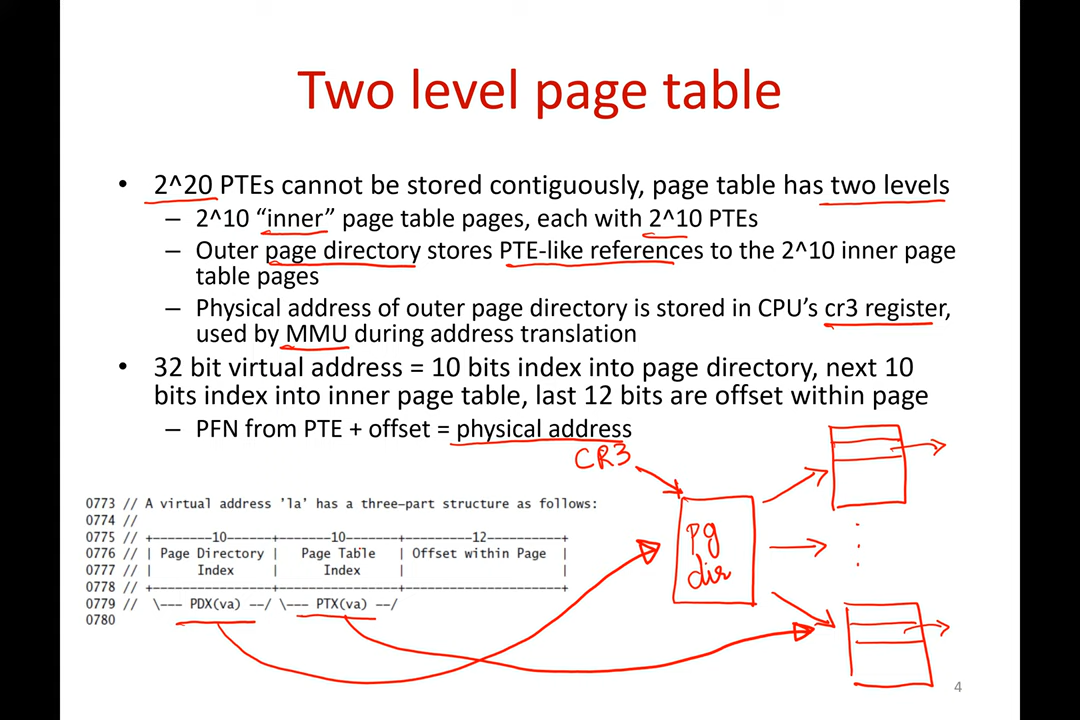 Two level page table
• 2^20 PTEs cannot be stored contiguously, page table has two levels
– 2^10 “inner” page table pages, each with 2^10 PTEs
– Outer page directory stores PTE-like references to the 2^10 inner page
table pages
– Physical address of outer page directory is stored in CPU’s cr3 register,
used by MMU during address translation
• 32 bit virtual address = 10 bits index into page directory, next 10
bits index into inner page table, last 12 bits are offset within page
– PFN from PTE + offset = physical address
CR3
0773 // A virtual address 'la' has a three-part structure as follows:
0774 //
0775 // +--------10------+-------10-------+---------12----------+
0776 // | Page Directory |   Page Table   | Offset within Page  |
0777 // |      Index     |      Index     |                     |
0778 // +----------------+----------------+---------------------+
0779 //  \--- PDX(va) --/ \--- PTX(va) --/
0780
pg
dir
4